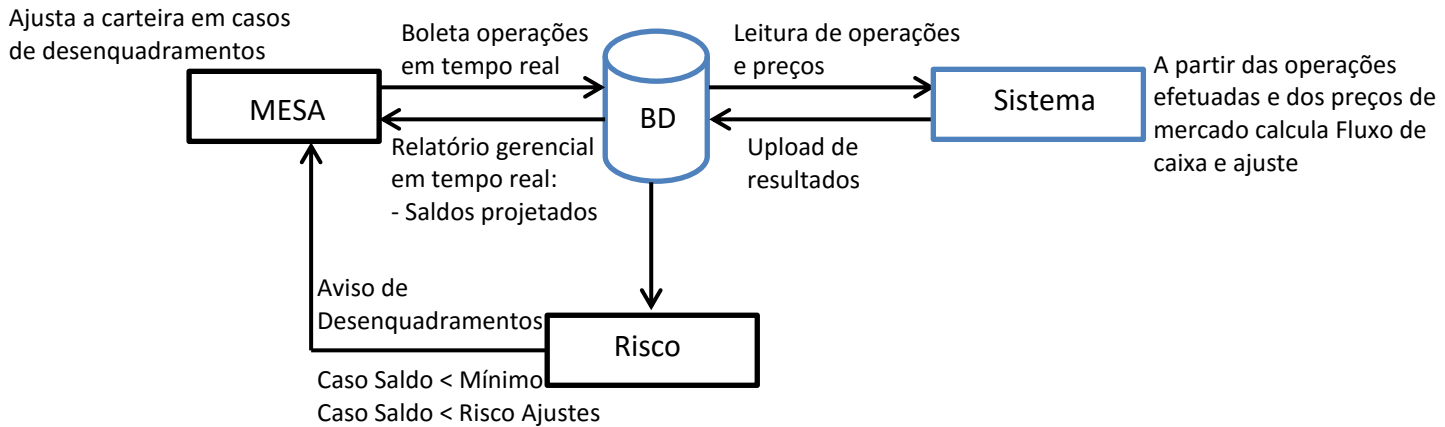 Ajusta a carteira em casos
de desenquadramentos
Boleta operações
em tempo real
Leitura de operações
e preços
MESA
BD
Sistema
A partir das operações
efetuadas e dos preços de
mercado calcula Fluxo de
caixa e ajuste
Relatório gerencial
em tempo real:
- Saldos projetados
Upload de
resultados
Aviso de
Desenquadramentos
Risco
Caso Saldo < Mínimo
Caso Saldo < Risco Ajustes